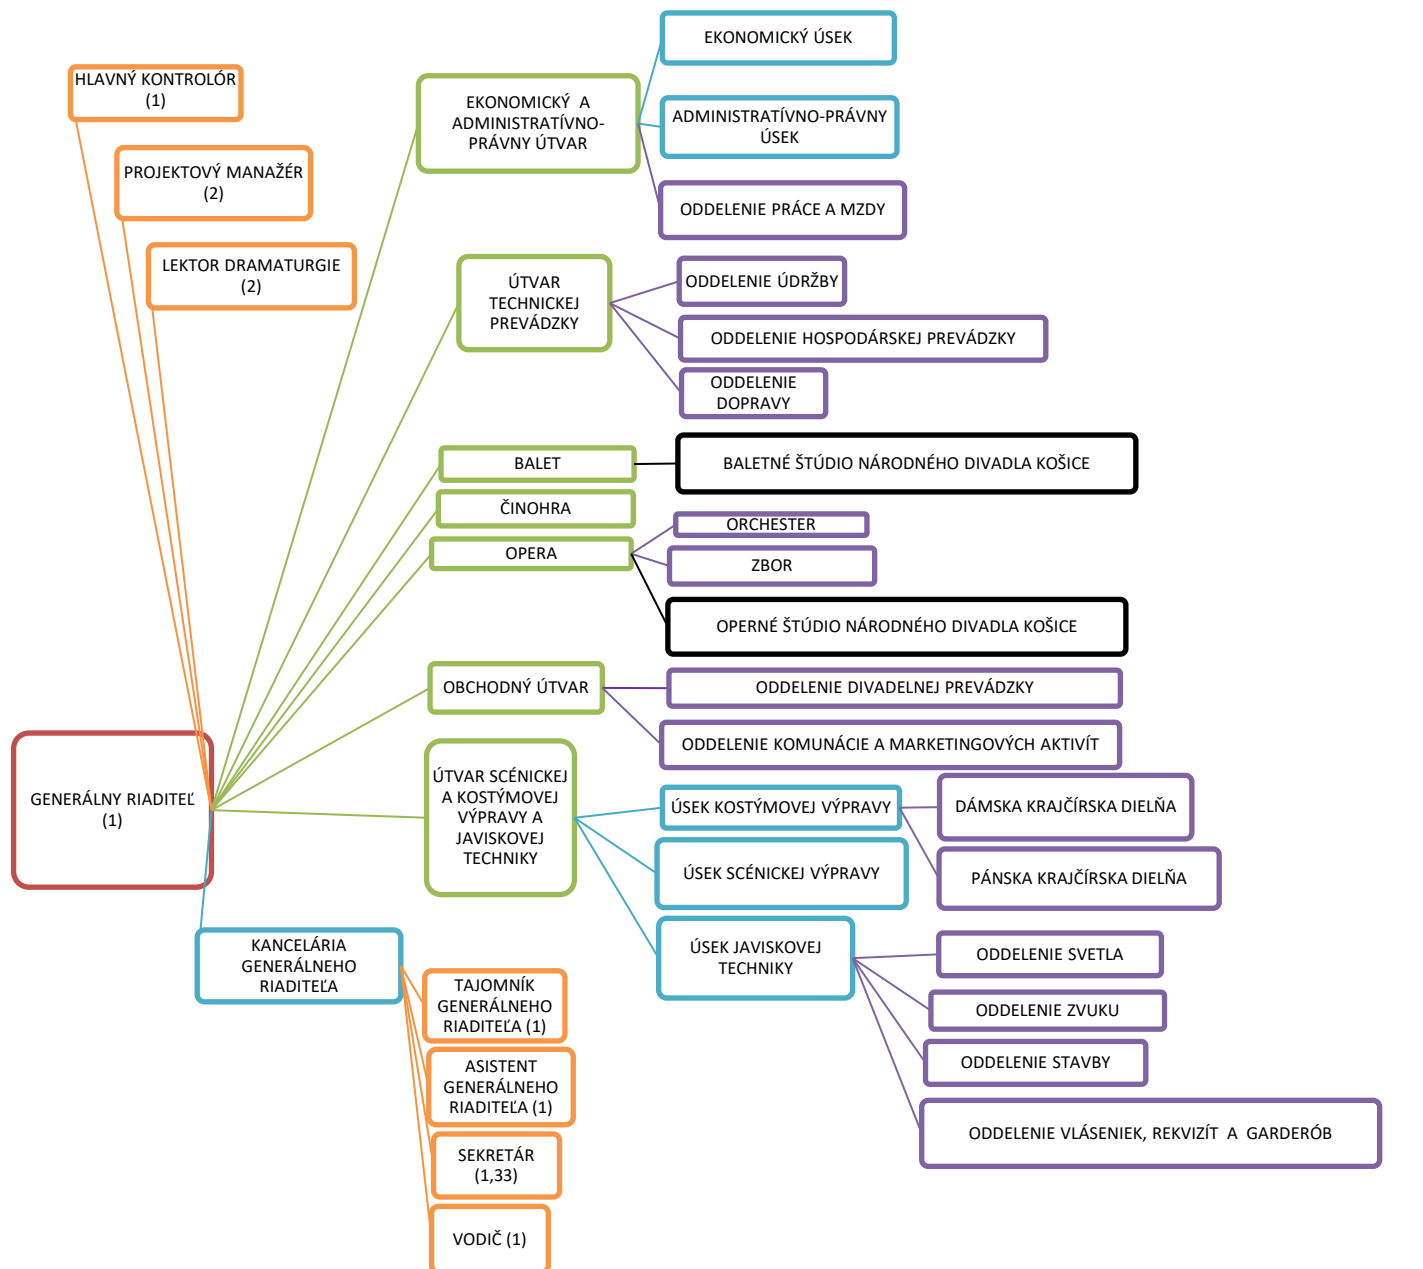 HLAVNÝ KONTROLÓR
(1)
PROJEKTOVÝ MANAŽÉR
(2)
LEKTOR DRAMATURGIE
(2)
GENERÁLNY RIADITEĽ
(1)
EKONOMICKÝ A
ADMINISTRATÍVNO-
PRÁVNY ÚTVAR
EKONOMICKÝ ÚSEK
ADMINISTRATÍVNO-PRÁVNY
ÚSEK
ODDELENIE PRÁCE A MZDY
ÚTVAR
TECHNICKEJ
PREVÁDZKY
ODDELENIE ÚDRŽBY
ODDELENIE HOSPODÁRSKEJ PREVÁDZKY
ODDELENIE
DOPRAVY
BALET
BALETNÉ ŠTÚDIO NÁRODNÉHO DIVADLA KOŠICE
ČINOHRA
OPERA
ORCHESTER
ZBOR
OPERNÉ ŠTÚDIO NÁRODNÉHO DIVADLA KOŠICE
OBCHODNÝ ÚTVAR
ODDELENIE DIVADELNEJ PREVÁDZKY
ODDELENIE KOMUNÁCIE A MARKETINGOVÝCH AKTIVÍT
ÚTVAR SCÉNICKEJ
A KOSTÝMOVEJ
VÝPRAVY A
JAVISKOVEJ
TECHNIKY
ÚSEK KOSTÝMOVEJ VÝPRAVY
DÁMSKA KRAJČÍRSKA DIELŇA
PÁNSKA KRAJČÍRSKA DIELŇA
ÚSEK SCÉNICKEJ VÝPRAVY
ÚSEK JAVISKOVEJ
TECHNIKY
ODDELENIE SVETLA
ODDELENIE ZVUKU
ODDELENIE STAVBY
ODDELENIE VLÁSENIEK, REKVIZÍT A GARDERÓB
KANCELÁRIA
GENERÁLNEHO
RIADITEĽA
TAJOMNÍK
GENERÁLNEHO
RIADITEĽA (1)
ASISTENT
GENERÁLNEHO
RIADITEĽA (1)
SEKRETÁR
(1,33)
VODIČ (1)